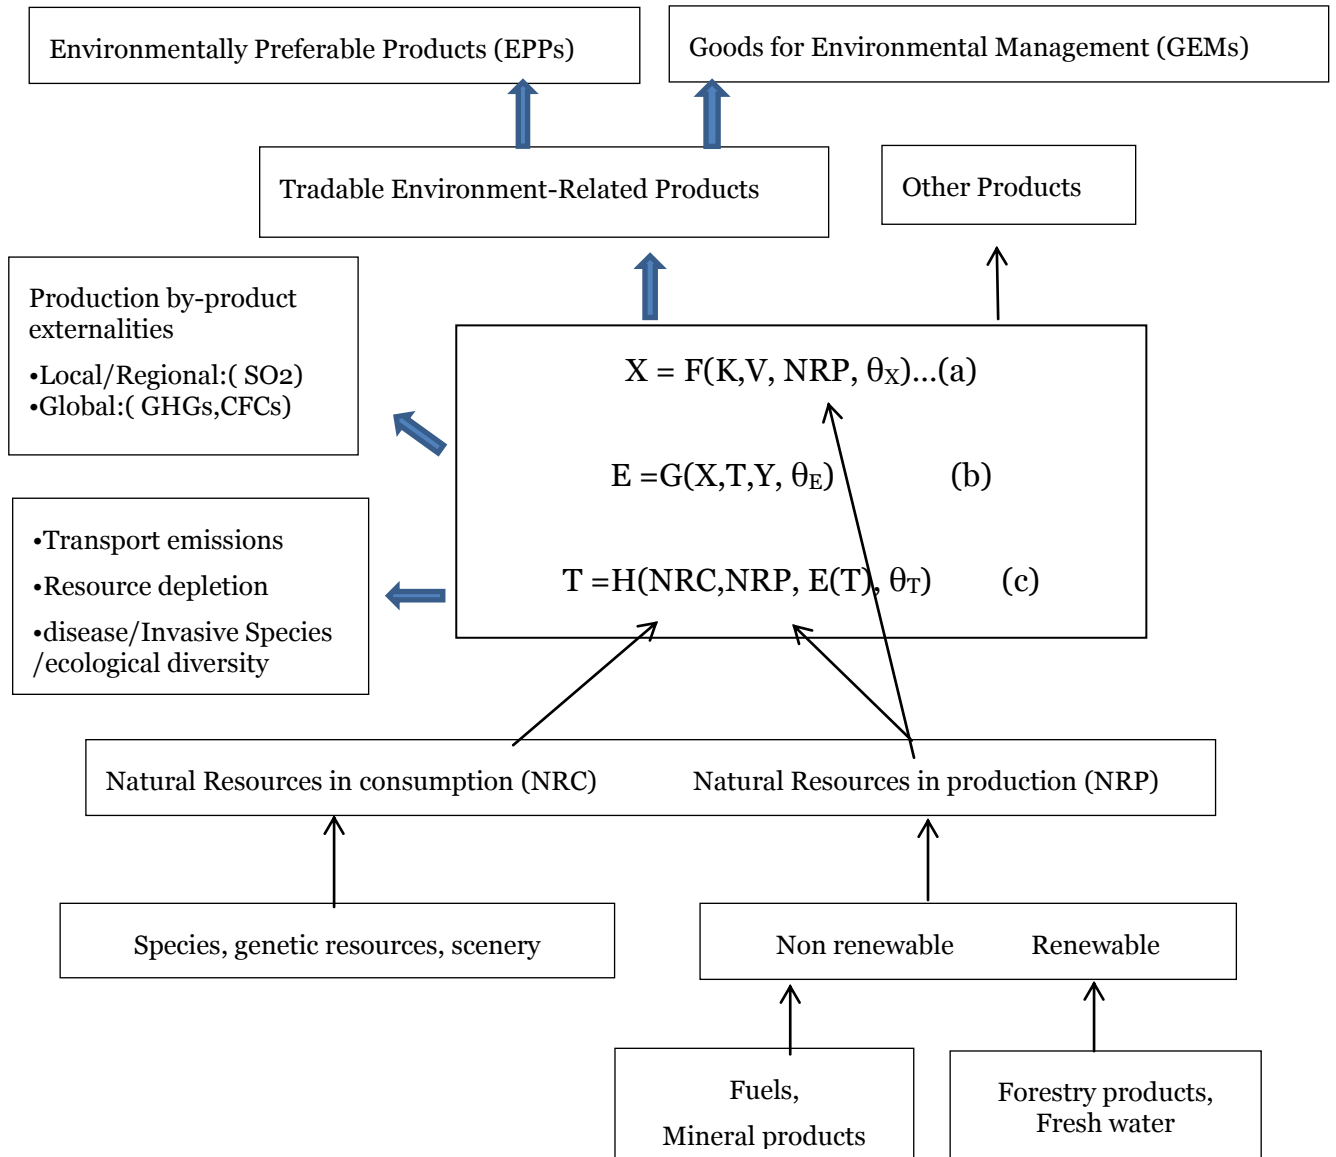 Environmentally Preferable Products (EPPs)
Goods for Environmental Management (GEMs)
Tradable Environment-Related Products
Other Products
Production by-product
externalities
•Local/Regional:( SO2)
•Global:( GHGs,CFCs)
X = F(K,V, NRP, θX)...(a)
E =G(X,T,Y, θE) (b)
T =H(NRC,NRP, E(T), θT) (c)
•Transport emissions
•Resource depletion
•disease/Invasive Species
/ecological diversity
Natural Resources in consumption (NRC) Natural Resources in production (NRP)
Species, genetic resources, scenery
Non renewable Renewable
Fuels,
Mineral products
Forestry products,
Fresh water